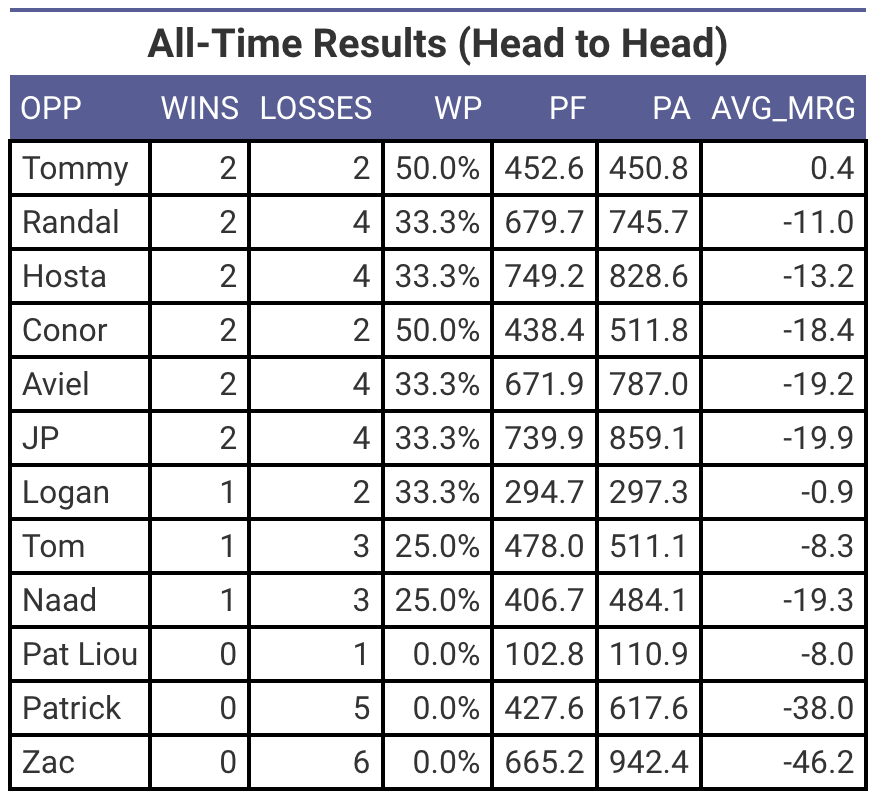 All-Time Results (Head to Head)
OPP WINS LOSSES WP PF PA AVG_MRG
Tommy 2 2 50.0% 452.6 450.8 0.4
Randal 2 4 33.3% 679.7 745.7 -11.0
Hosta 2 4 33.3% 749.2 828.6 -13.2
Conor 2 2 50.0% 438.4 511.8 -18.4
Aviel 2 4 33.3% 671.9 787.0 -19.2
JP 2 4 33.3% 739.9 859.1 -19.9
Logan 1 2 33.3% 294.7 297.3 -0.9
Tom 1 3 25.0% 478.0 511.1 -8.3
Naad 1 3 25.0% 406.7 484.1 -19.3
Pat Liou 0 1 0.0% 102.8 110.9 -8.0
Patrick 0 5 0.0% 427.6 617.6 -38.0
Zac 0 6 0.0% 665.2 942.4 -46.2